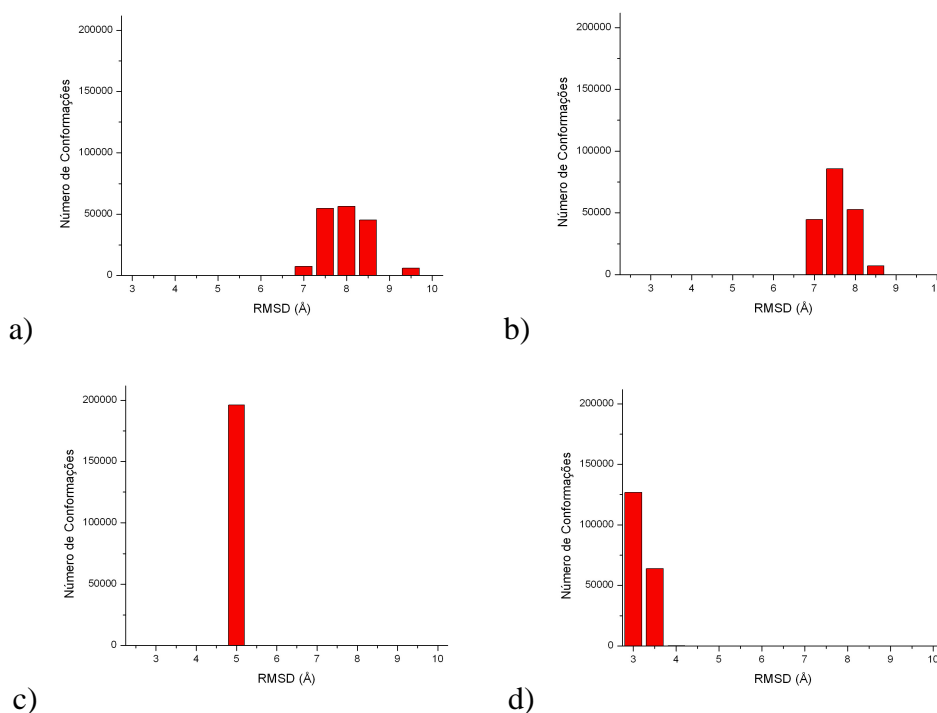 200000
150000
100000
50000
0
Número de Conformações
3 4 5 6 7 8 9 10
RMSD (Å)
a)
200000
150000
100000
50000
0
Número de Conformações
3 4 5 6 7 8 9 1
RMSD (Å)
b)
200000
150000
100000
50000
0
Número de Conformações
3 4 5 6 7 8 9 10
RMSD (Å)
c)
200000
150000
100000
50000
0
Número de Conformações
3 4 5 6 7 8 9 10
RMSD (Å)
d)